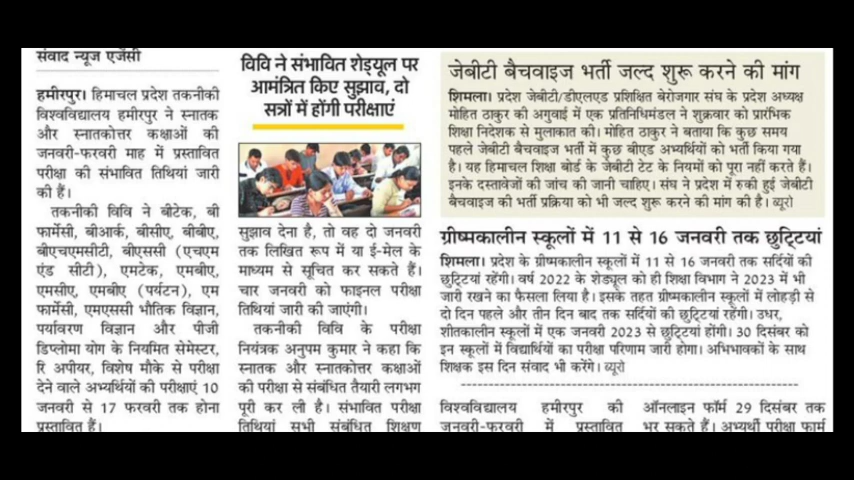 संवाद न्यूज एजेंसी
हमीरपुर। हिमाचल प्रदेश तकनीकी
विश्वविद्यालय हमीरपुर ने स्नातक
और स्नातकोत्तर कक्षाओं की
जनवरी-फरवरी माह में प्रस्तावित
परीक्षा की संभावित तिथियां जारी
की हैं।
तकनीकी विवि ने बीटेक, बी
फार्मेसी, बीआर्क, बीसीए, बीबीए,
बीएचएमसीटी, बीएससी (एचएम
एंड सीटी), एमटेक, एमबीए,
एमसीए, एमबीए (पर्यटन), एम
फार्मेसी, एमएससी भौतिक विज्ञान,
पर्यावरण विज्ञान और पीजी
डिप्लोमा योग के नियमित सेमेस्टर,
रि अपीयर, विशेष मौके से परीक्षा
देने वाले अभ्यर्थियों की परीक्षाएं 10
जनवरी से 17 फरवरी तक होना
प्रस्तावित हैं।
विवि ने संभावित शेड्यूल पर
आमंत्रित किए सुझाव, दो
सत्रों में होंगी परीक्षाएं
सुझाव देना है, तो वह दो जनवरी
तक लिखित रूप में या ई-मेल के
माध्यम से सूचित कर सकते हैं।
चार जनवरी को फाइनल परीक्षा
तिथियां जारी की जाएंगी।
तकनीकी विवि के परीक्षा
नियंत्रक अनुपम कुमार ने कहा कि
स्नातक और स्नातकोत्तर कक्षाओं
की परीक्षा से संबंधित तैयारी लगभग
पूरी कर ली है। संभावित परीक्षा
तिथियां सभी संबंधित शिक्षण
जेबीटी बैचवाइज भर्ती जल्द शुरू करने की मांग
शिमला। प्रदेश जेबीटी/डीएलएड प्रशिक्षित बेरोजगार संघ के प्रदेश अध्यक्ष
मोहित ठाकुर की अगुवाई में एक प्रतिनिधिमंडल ने शुक्रवार को प्रारंभिक
शिक्षा निदेशक से मुलाकात की। मोहित ठाकुर ने बताया कि कुछ समय
पहले जेबीटी बैचवाइज भर्ती में कुछ बीएड अभ्यर्थियों को भर्ती किया गया
है। यह हिमाचल शिक्षा बोर्ड के जेबीटी टेट के नियमों को पूरा नहीं करते हैं।
इनके दस्तावेजों की जांच की जानी चाहिए। संघ ने प्रदेश में रुकी हुई जेबीटी
बैचवाइज की भर्ती प्रक्रिया को भी जल्द शुरू करने की मांग की है। ब्यूरो
ग्रीष्मकालीन स्कूलों में 11 से 16 जनवरी तक छुट्टियां
शिमला। प्रदेश के ग्रीष्मकालीन स्कूलों में 11 से 16 जनवरी तक सर्दियों की
छुट्टियां रहेंगी। वर्ष 2022 के शेड्यूल को ही शिक्षा विभाग ने 2023 में भी
जारी रखने का फैसला लिया है। इसके तहत ग्रीष्मकालीन स्कूलों में लोहड़ी से
दो दिन पहले और तीन दिन बाद तक सर्दियों की छुट्टियां रहेंगी। उधर,
शीतकालीन स्कूलों में एक जनवरी 2023 से छुट्टियां होंगी। 30 दिसंबर को
इन स्कूलों में विद्यार्थियों का परीक्षा परिणाम जारी होगा। अभिभावकों के साथ
शिक्षक इस दिन संवाद भी करेंगे। ब्यूरो
विश्वविद्यालय हमीरपुर की
जनवरी-फरवरी में प्रस्तावित
ऑनलाइन फॉर्म 29 दिसंबर तक
भर सकते हैं। अभ्यर्थी परीक्षा फार्म